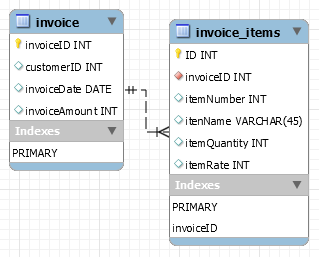 invoice
invoiceID INT
customerID INT
invoiceDate DATE
invoiceAmount INT
Indexes
PRIMARY
invoice_items
ID INT
invoiceID INT
itemNumber INT
itenName VARCHAR(45)
itemQuantity INT
itemRate INT
Indexes
PRIMARY
invoiceID